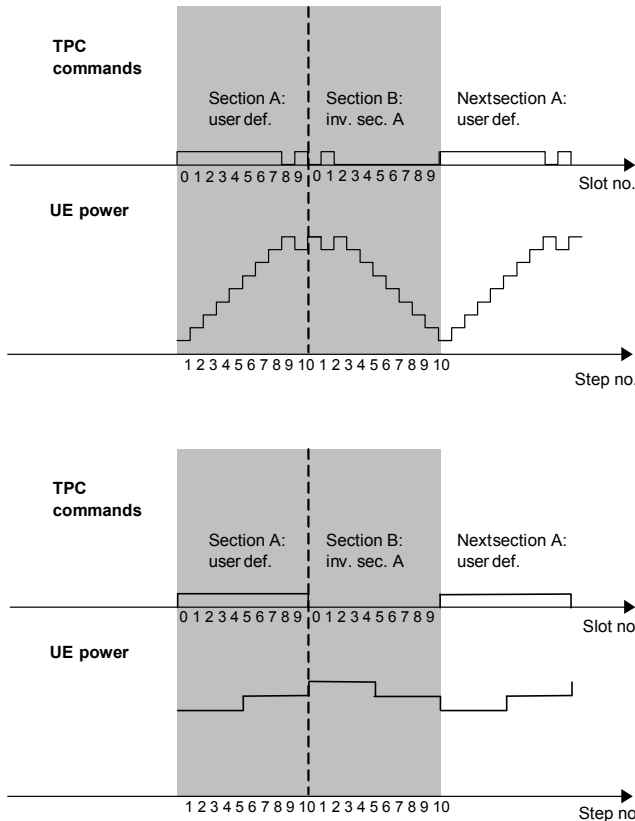 TPC
commands
Section A:
user def.
Section B:
inv. sec. A
Nextsection A:
user def.
0 1 2 3 4 5 6 7 8 9 0 1 2 3 4 5 6 7 8 9
Slot no.
UE power
1 2 3 4 5 6 7 8 9 10 1 2 3 4 5 6 7 8 9 10
Step no.
TPC
commands
Section A:
user def.
Section B:
inv. sec. A
Nextsection A:
user def.
0 1 2 3 4 5 6 7 8 9 0 1 2 3 4 5 6 7 8 9
Slot no
UE power
1 2 3 4 5 6 7 8 9 10 1 2 3 4 5 6 7 8 9 10
Step no